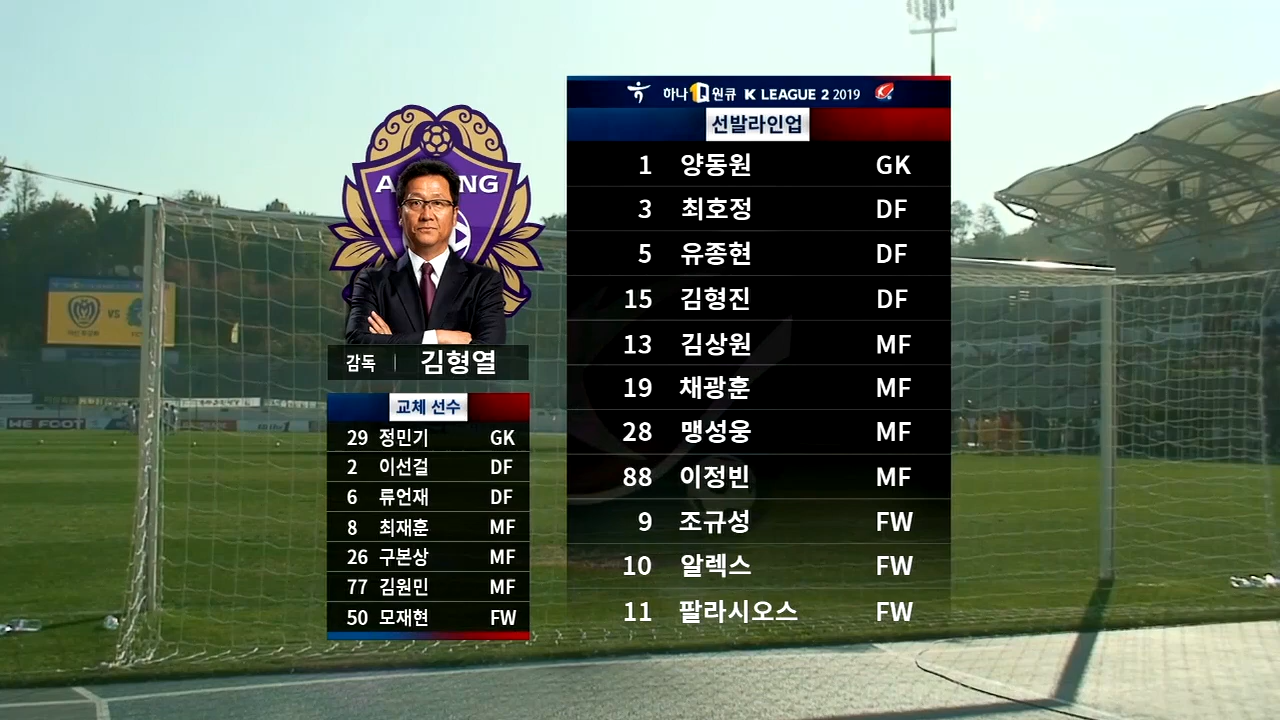 하나1Q원큐 K LEAGUE 2 2019
선발라인업
1 양동원 GK
3 최호정 DF
5 유종현 DF
15 김형진 DF
13 김상원 MF
19 채광훈 MF
28 맹성웅 MF
88 이정빈 MF
9 조규성 FW
10 알렉스 FW
11 팔라시오스 FW
감독 | 김형열
교체 선수
29 정민기 GK
2 이선걸 DF
6 류언재 DF
8 최재훈 MF
26 구본상 MF
77 김원민 MF
50 모재현 FW
VS
WE FOOT